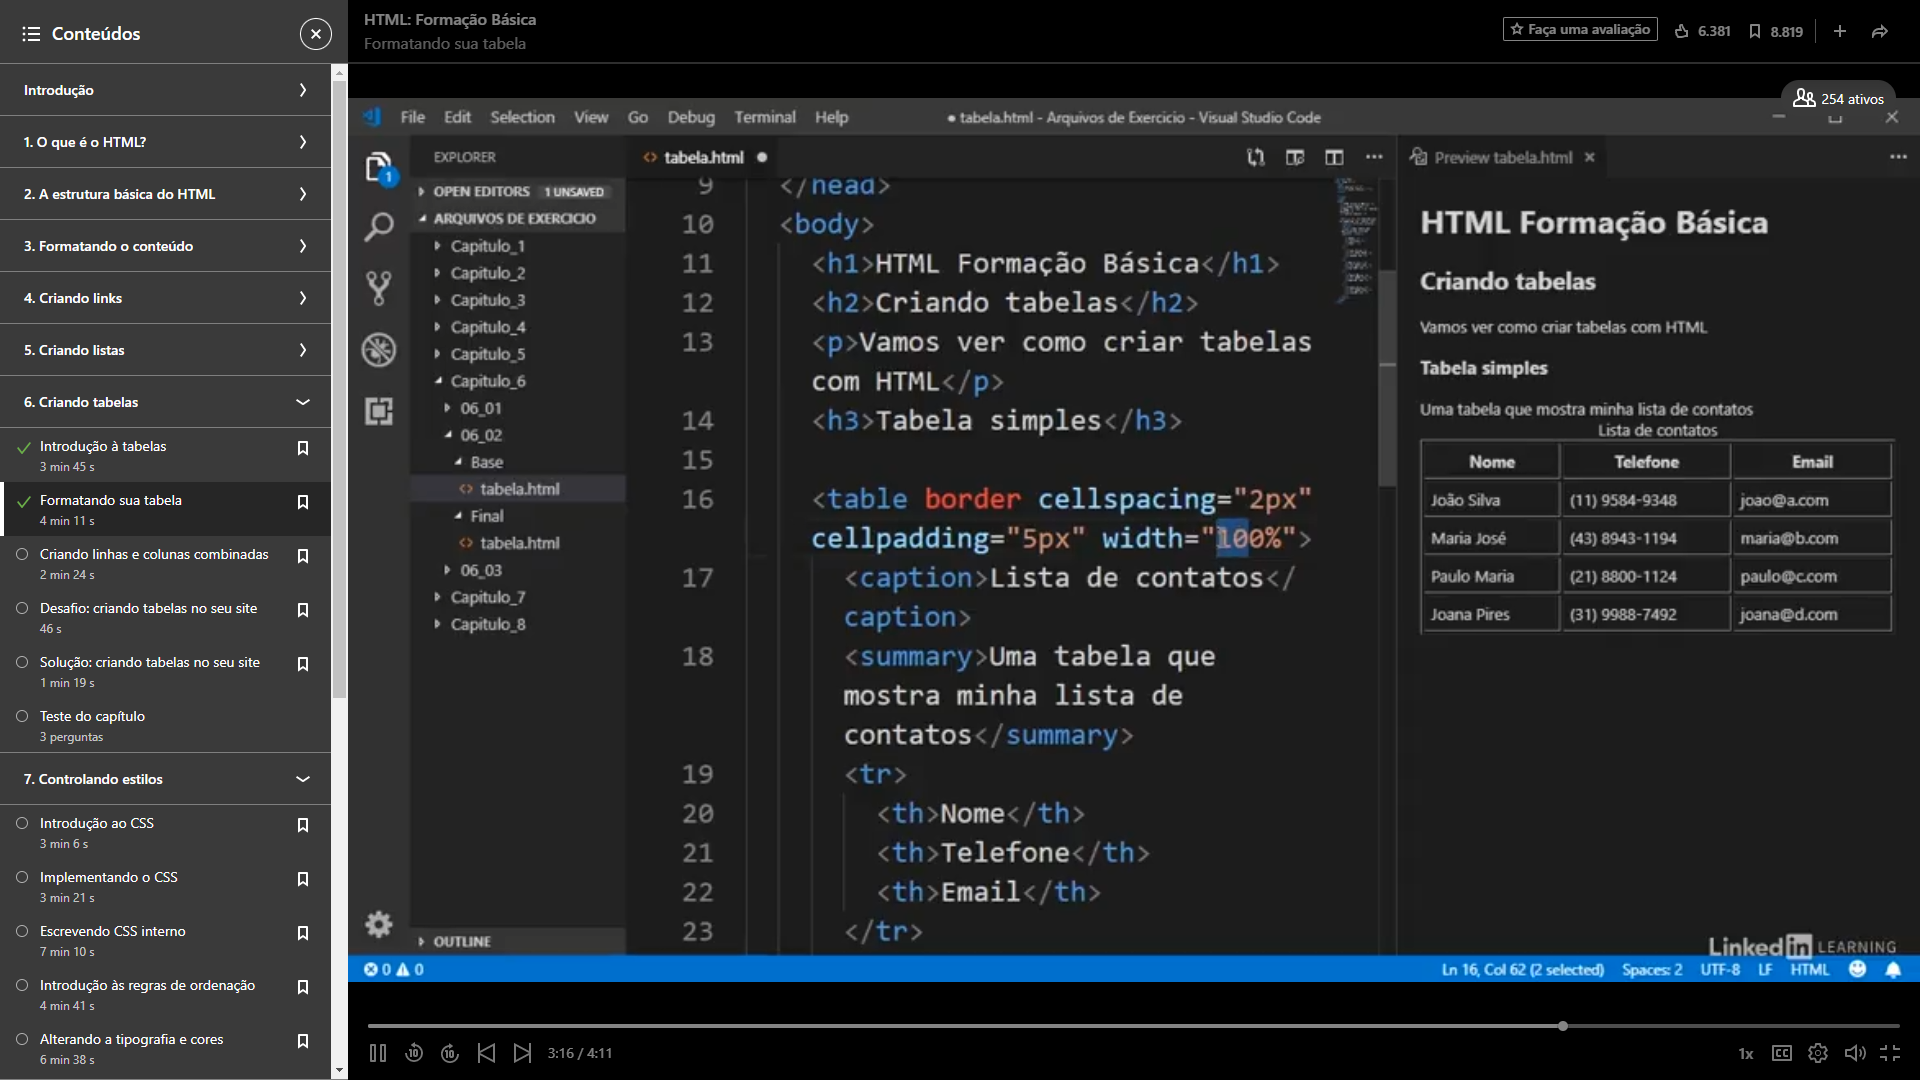 Conteúdos
Introdução
1. O que é o HTML?
2. A estrutura básica do HTML
3. Formatando o conteúdo
4. Criando links
5. Criando listas
6. Criando tabelas
Introdução à tabelas
3 min 45 s
Formatando sua tabela
4 min 11 s
Criando linhas e colunas combinadas
2 min 24 s
Desafio: criando tabelas no seu site
46 s
Solução: criando tabelas no seu site
1 min 19 s
Teste do capítulo
3 perguntas
7. Controlando estilos
Introdução ao CSS
3 min 6 s
Implementando o CSS
3 min 21 s
Escrevendo CSS interno
7 min 10 s
Introdução às regras de ordenação
4 min 41 s
Alterando a tipografia e cores
6 min 38 s
HTML: Formação Básica
Formatando sua tabela
Faça uma avaliação
6.381
8.819
254 ativos
File Edit Selection View Go Debug Terminal Help
● tabela.html - Arquivos de Exercicio - Visual Studio Code
EXPLORER
OPEN EDITORS 1 UNSAVED
ARQUIVOS DE EXERCICIO
Capitulo_1
Capitulo_2
Capitulo_3
Capitulo_4
Capitulo_5
Capitulo_6
06_01
06_02
Base
tabela.html
Final
tabela.html
06_03
Capitulo_7
Capitulo_8
OUTLINE
1
tabela.html
9 </head>
10 <body>
11 <h1>HTML Formação Básica</h1>
12 <h2>Criando tabelas</h2>
13 <p>Vamos ver como criar tabelas
com HTML</p>
14 <h3>Tabela simples</h3>
15
16 <table border cellspacing="2px"
cellpadding="5px" width="100%">
17 <caption>Lista de contatos</
caption>
18 <summary>Uma tabela que
mostra minha lista de
contatos</summary>
19 <tr>
20 <th>Nome</th>
21 <th>Telefone</th>
22 <th>Email</th>
23 </tr>
Preview tabela.html
HTML Formação Básica
Criando tabelas
Vamos ver como criar tabelas com HTML
Tabela simples
Uma tabela que mostra minha lista de contatos
Lista de contatos
Nome Telefone Email
João Silva (11) 9584-9348 joao@a.com
Maria José (43) 8943-1194 maria@b.com
Paulo Maria (21) 8800-1124 paulo@c.com
Joana Pires (31) 9988-7492 joana@d.com
Linked in LEARNING
0 0
Ln 16, Col 62 (2 selected) Spaces: 2 UTF-8 LF HTML
10 10
3:16 / 4:11
1x
CC